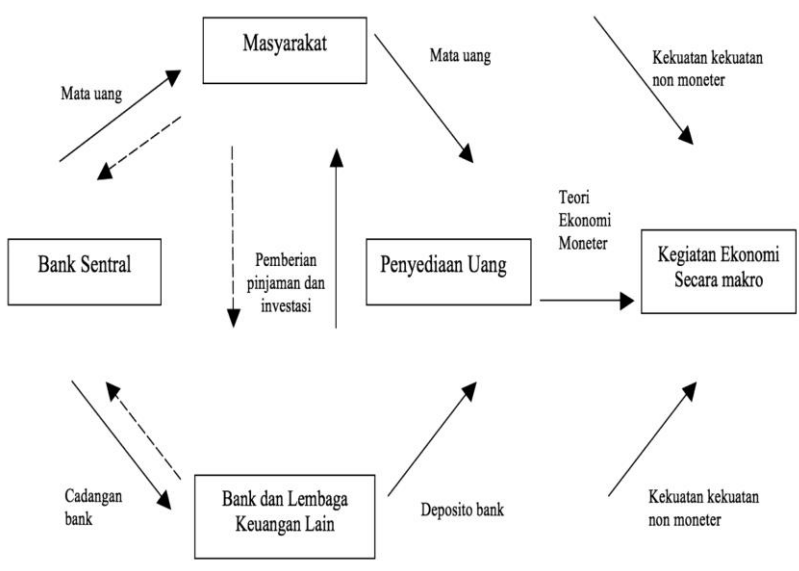 Masyarakat
Mata uang
Mata uang
Kekuatan kekuatan
non moneter
Teori
Ekonomi
Moneter
Bank Sentral
Pemberian
pinjaman dan
investasi
Penyediaan Uang
Kegiatan Ekonomi
Secara makro
Cadangan
bank
Bank dan Lembaga
Keuangan Lain
Deposito bank
Kekuatan kekuatan
non moneter